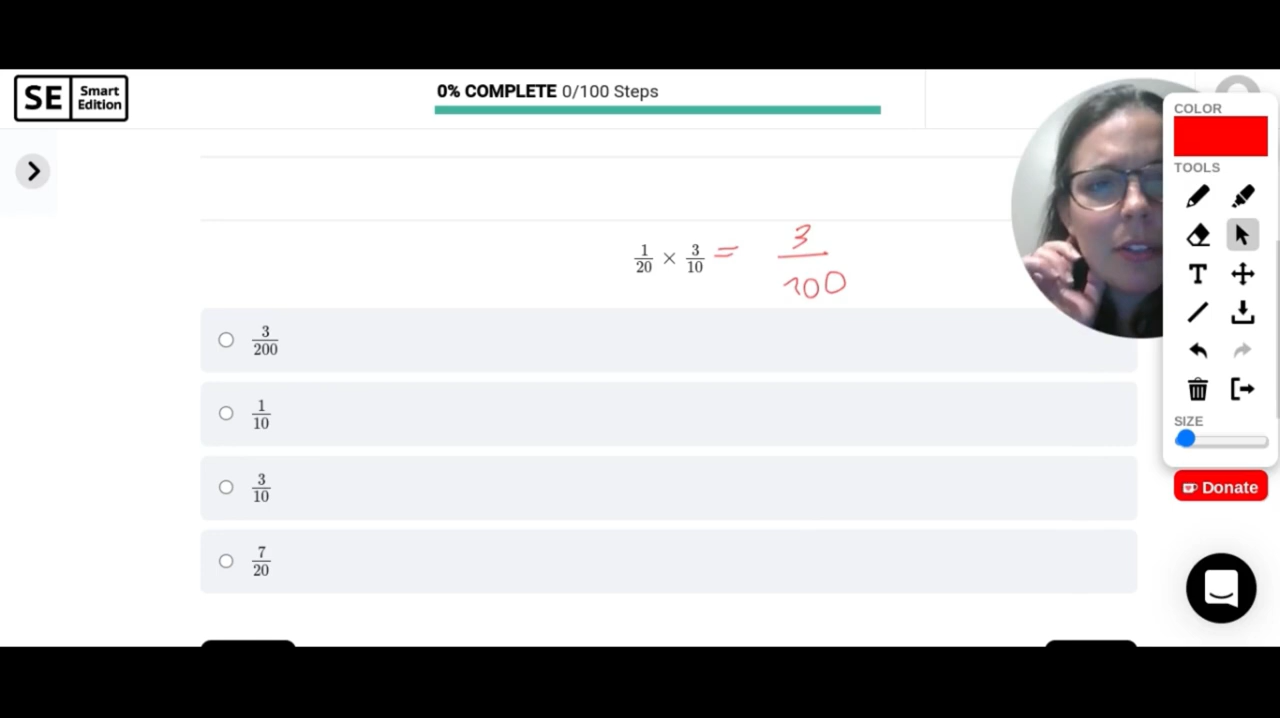 SE Smart Edition
0% COMPLETE 0/100 Steps
COLOR
TOOLS
T
1/20 × 3/10 = 3/200
3/200
1/10
3/10
7/20
SIZE
Donate